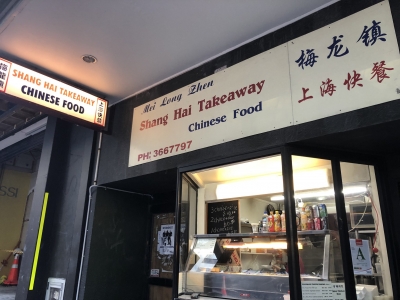 SHANG HAI TAKEAWAY
CHINESE FOOD
Mei Long Zhen
Shang Hai Takeaway
Chinese Food
PH: 3667797
梅龙镇
上海快餐
A